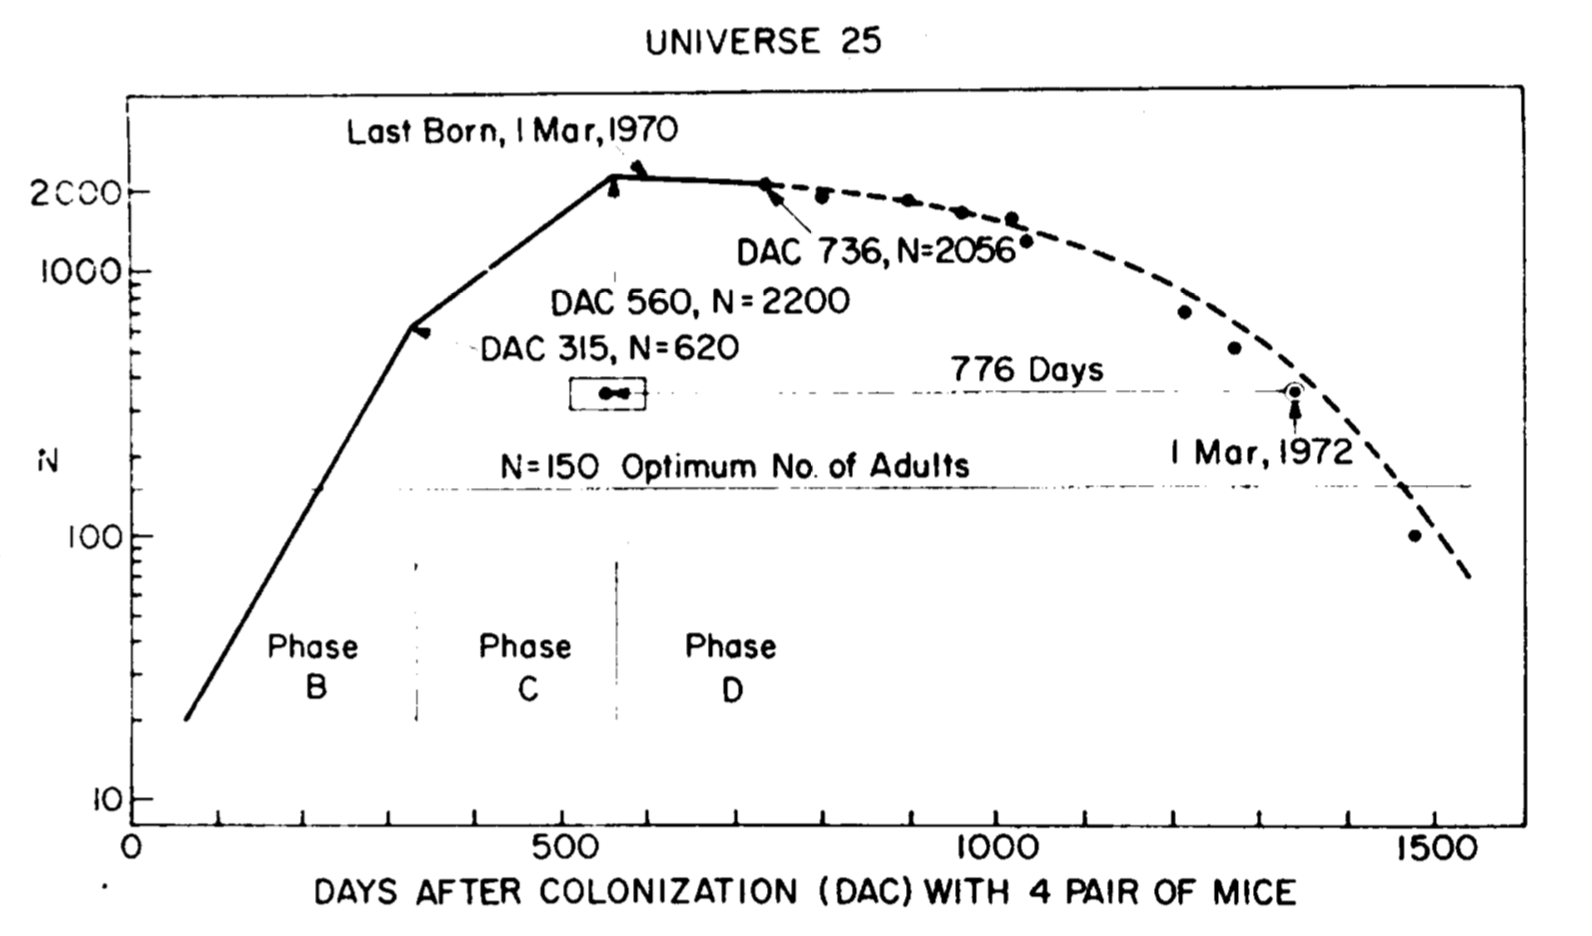 UNIVERSE 25
Last Born, 1 Mar, 1970
2000
DAC 736, N=2056
1000
DAC 560, N = 2200
DAC 315, N=620
776 Days
1 Mar, 1972
N
N=150 Optimum No. of Adults
100
Phase B
Phase C
Phase D
10
0 500 1000 1500
DAYS AFTER COLONIZATION (DAC) WITH 4 PAIR OF MICE